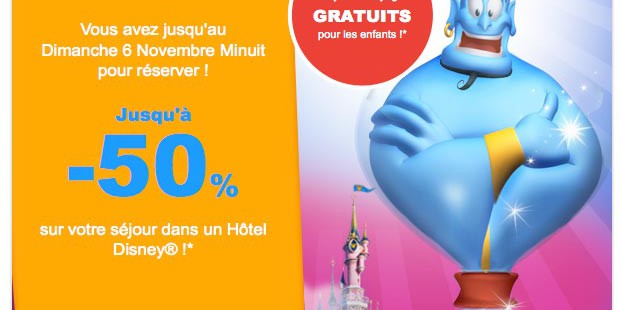 Vous avez jusqu'au
Dimanche 6 Novembre Minuit
pour réserver !
Jusqu'à
-50%
sur votre séjour dans un Hôtel
Disney® !*
GRATUITS
pour les enfants !*